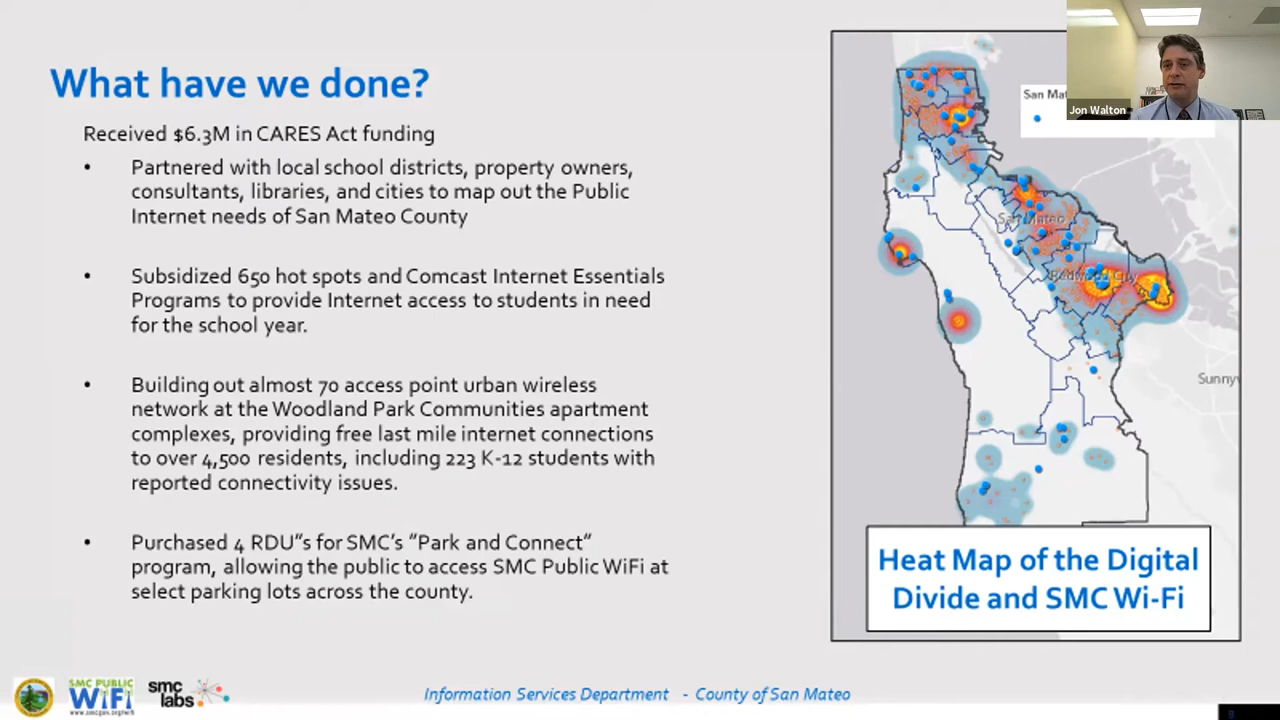 What have we done?
Received $6.3M in CARES Act funding
• Partnered with local school districts, property owners,
consultants, libraries, and cities to map out the Public
Internet needs of San Mateo County
• Subsidized 650 hot spots and Comcast Internet Essentials
Programs to provide Internet access to students in need
for the school year.
• Building out almost 70 access point urban wireless
network at the Woodland Park Communities apartment
complexes, providing free last mile internet connections
to over 4,500 residents, including 223 K-12 students with
reported connectivity issues.
• Purchased 4 RDU"s for SMC's "Park and Connect"
program, allowing the public to access SMC Public WiFi at
select parking lots across the county.
San Mat
Jon Walton
San Mateo
Redwood City
Sunnyv
Heat Map of the Digital
Divide and SMC Wi-Fi
SMC PUBLIC
WiFi
www.smcgov.org/wifi
smc
labs
Information Services Department - County of San Mateo